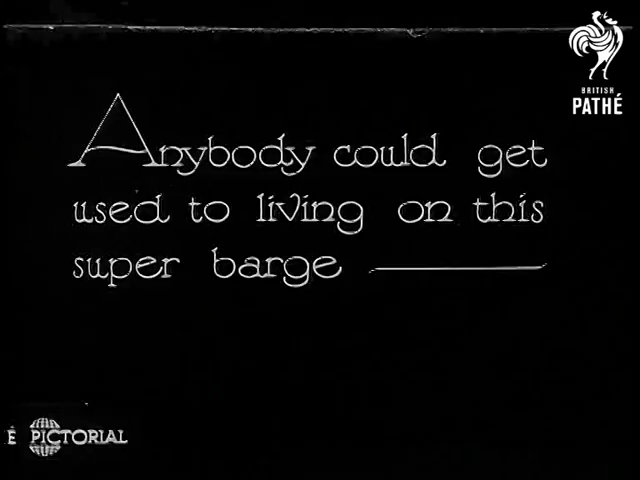 BRITISH
PATHÉ
Anybody could get
used to living on this
super barge
É PICTORIAL